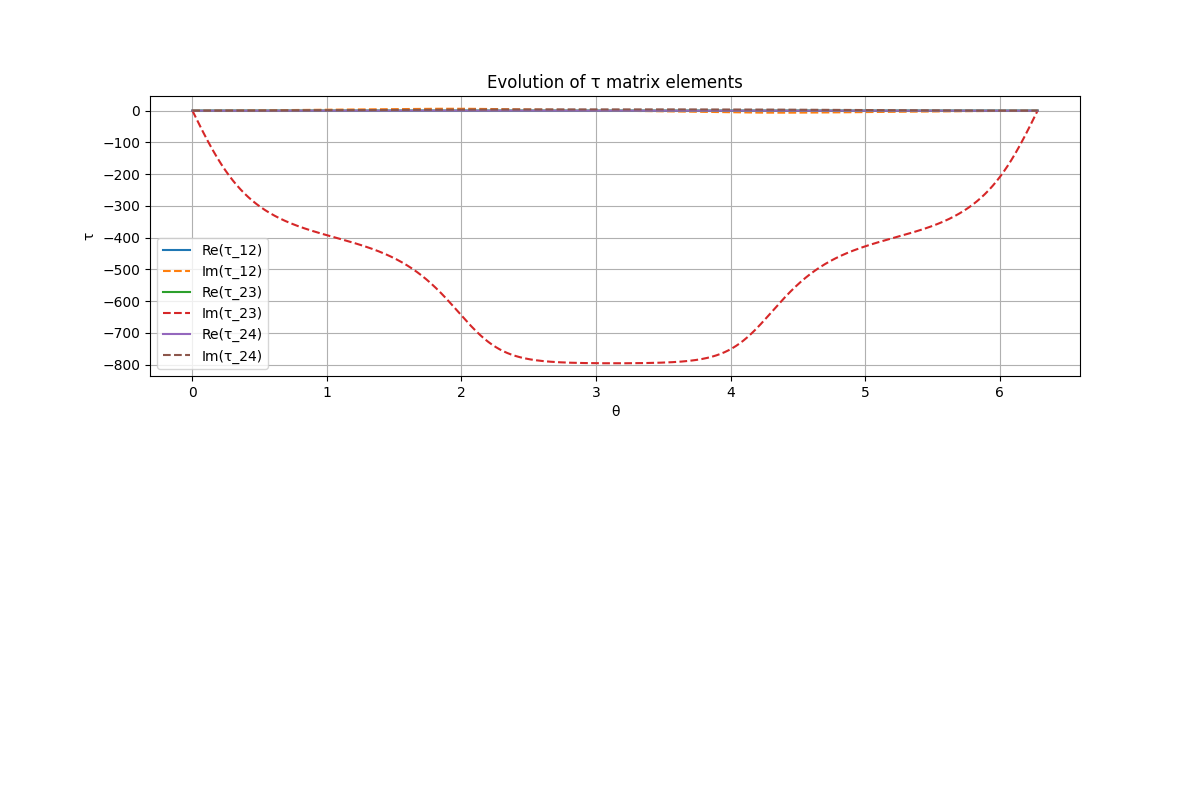 Evolution of τ matrix elements
0
−100
−200
−300
−400
−500
−600
−700
−800
τ
Re(τ_12)
Im(τ_12)
Re(τ_23)
Im(τ_23)
Re(τ_24)
Im(τ_24)
0 1 2 3 4 5 6
θ